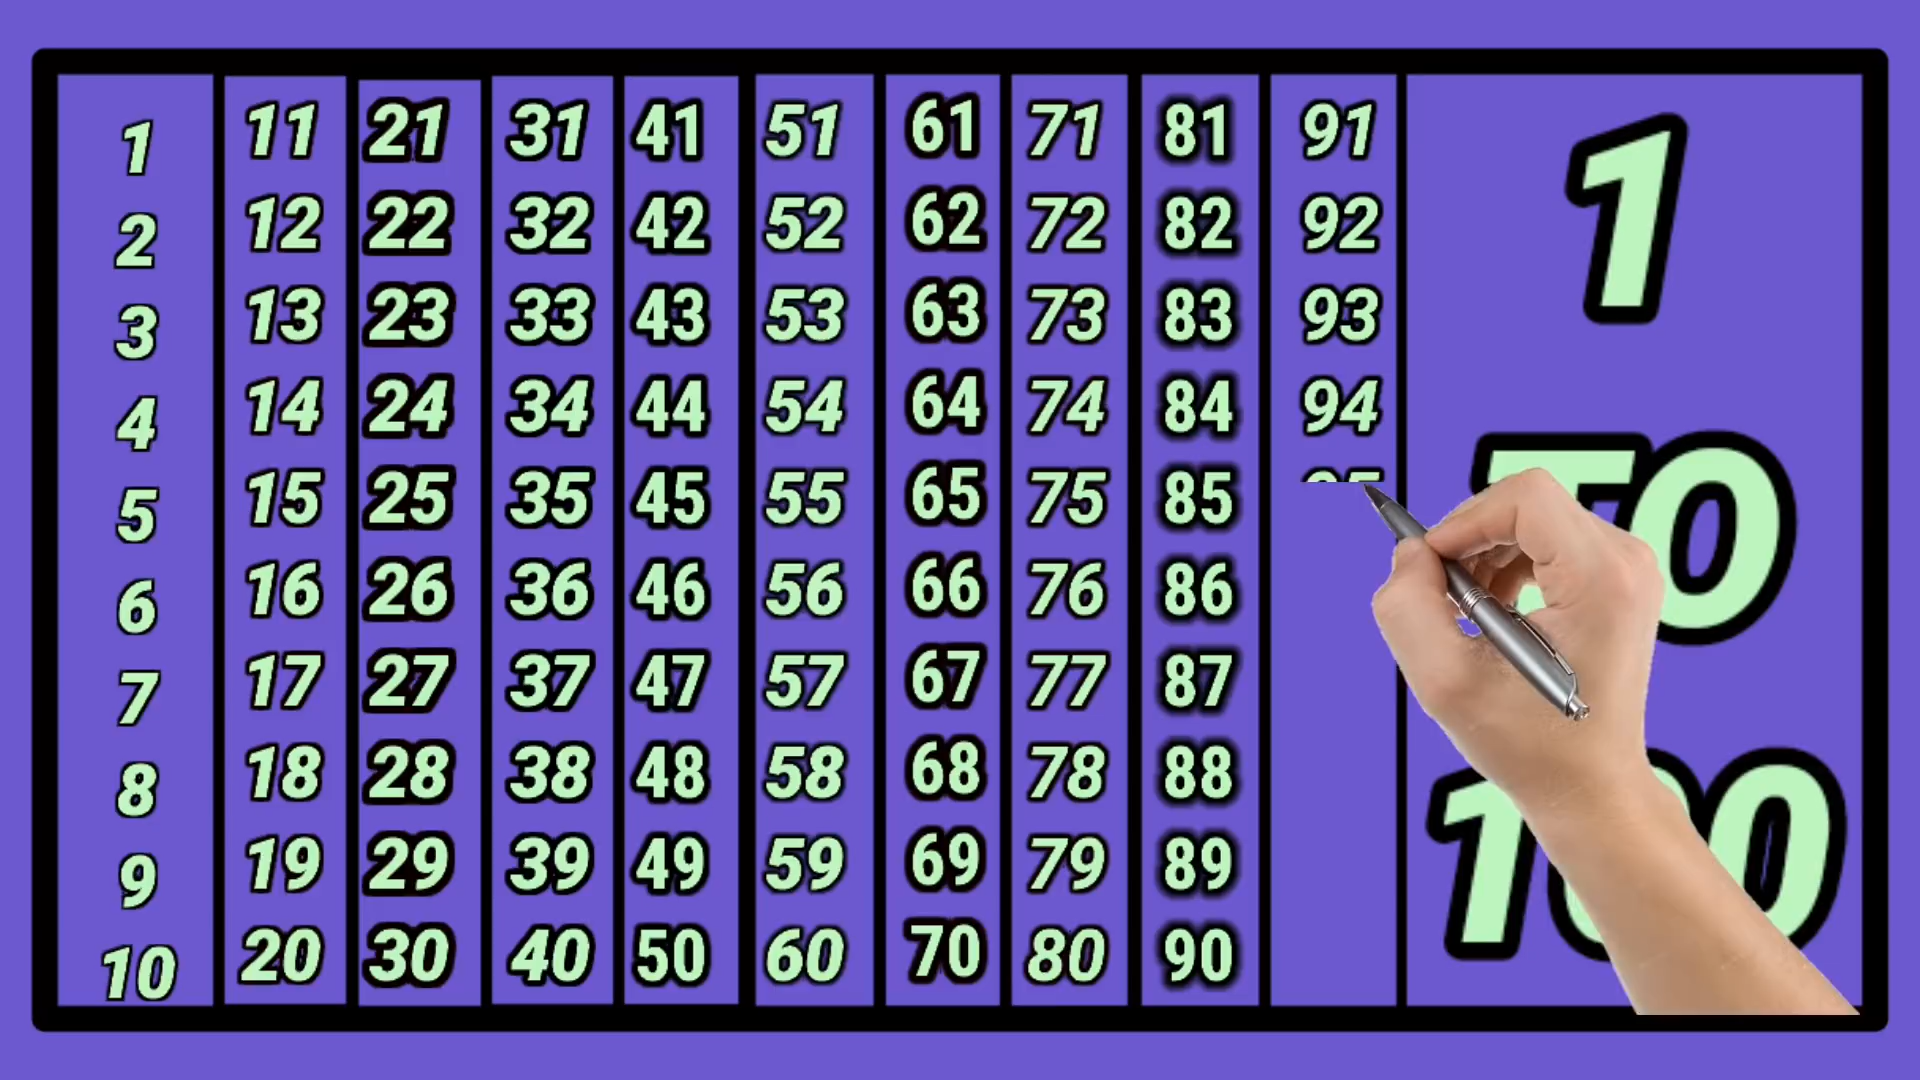 1 11 21 31 41 51 61 71 81 91
2 12 22 32 42 52 62 72 82 92
3 13 23 33 43 53 63 73 83 93
4 14 24 34 44 54 64 74 84 94
5 15 25 35 45 55 65 75 85
6 16 26 36 46 56 66 76 86
7 17 27 37 47 57 67 77 87
8 18 28 38 48 58 68 78 88
9 19 29 39 49 59 69 79 89
10 20 30 40 50 60 70 80 90
1